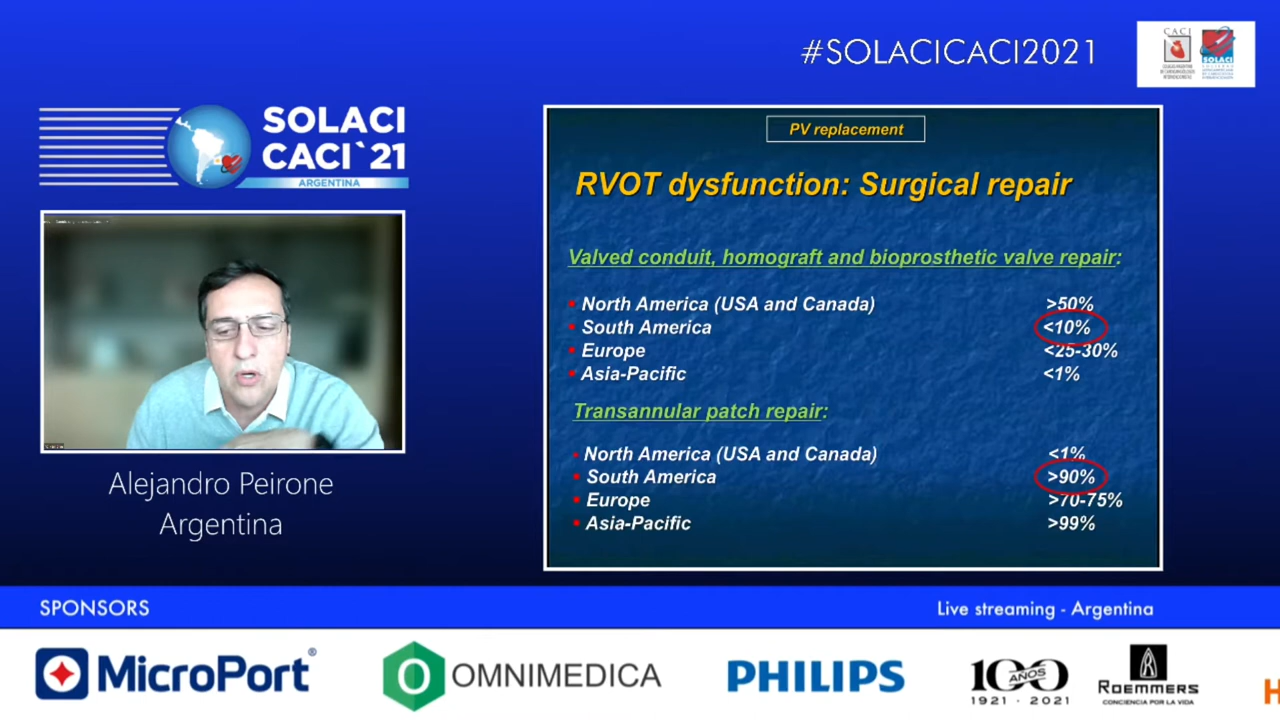 #SOLACICACI2021
CACI
SOLACI
SOLACI
CACI`21
ARGENTINA
Alejandro Peirone
Argentina
PV replacement
RVOT dysfunction: Surgical repair
Valved conduit, homograft and bioprosthetic valve repair:
North America (USA and Canada) >50%
South America <10%
Europe <25-30%
Asia-Pacific <1%
Transannular patch repair:
North America (USA and Canada) <1%
South America >90%
Europe >70-75%
Asia-Pacific >99%
SPONSORS
Live streaming - Argentina
MicroPort®
OMNIMEDICA
PHILIPS
100 AÑOS
1921 · 2021
ROEMMERS
CONCIENCIA POR LA VIDA
H